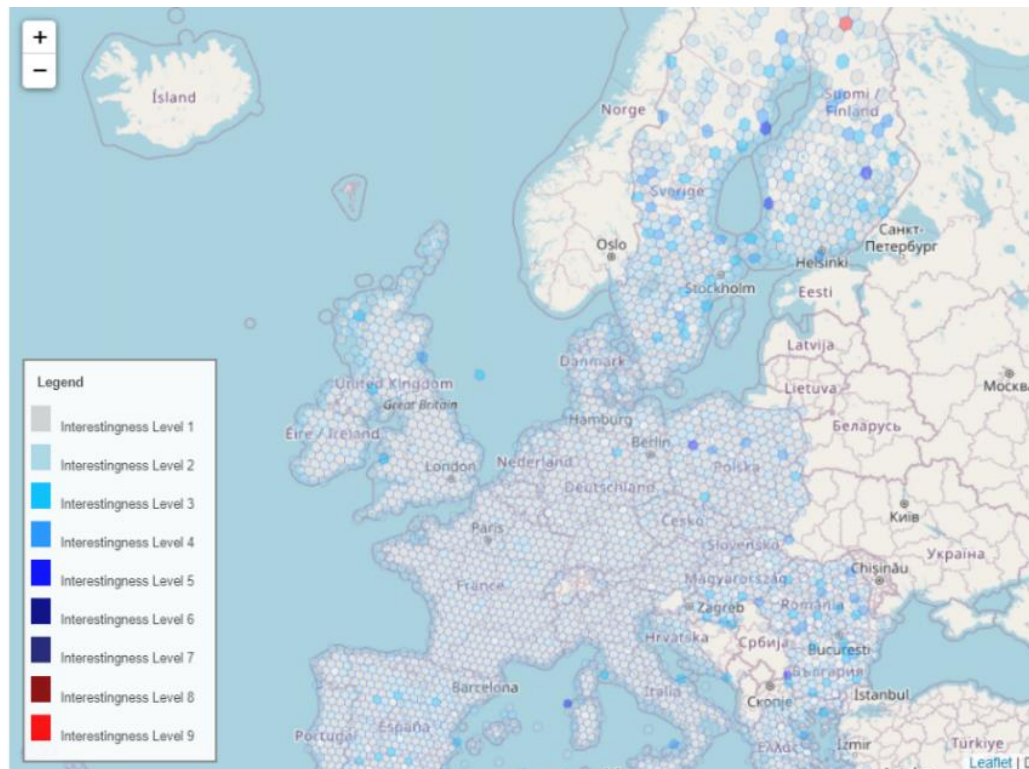 +
−
Ísland
Norge
Suomi /
Finland
Sverige
Oslo
Stockholm
Helsinki
Санкт-
Петербург
Eesti
Latvija
Lietuva
Москва
Беларусь
Danmark
United Kingdom
Great Britain
Éire / Ireland
London
Hamburg
Berlin
Nederland
Deutschland
Polska
Київ
Україна
Paris
Česko
Slovensko
France
Magyarország
Chișinău
Zagreb
România
Hrvatska
Србија
București
България
Barcelona
Italia
Скопје
İstanbul
Portugal
España
Ελλάς
İzmir
Türkiye
Legend
Interestingness Level 1
Interestingness Level 2
Interestingness Level 3
Interestingness Level 4
Interestingness Level 5
Interestingness Level 6
Interestingness Level 7
Interestingness Level 8
Interestingness Level 9
Leaflet |